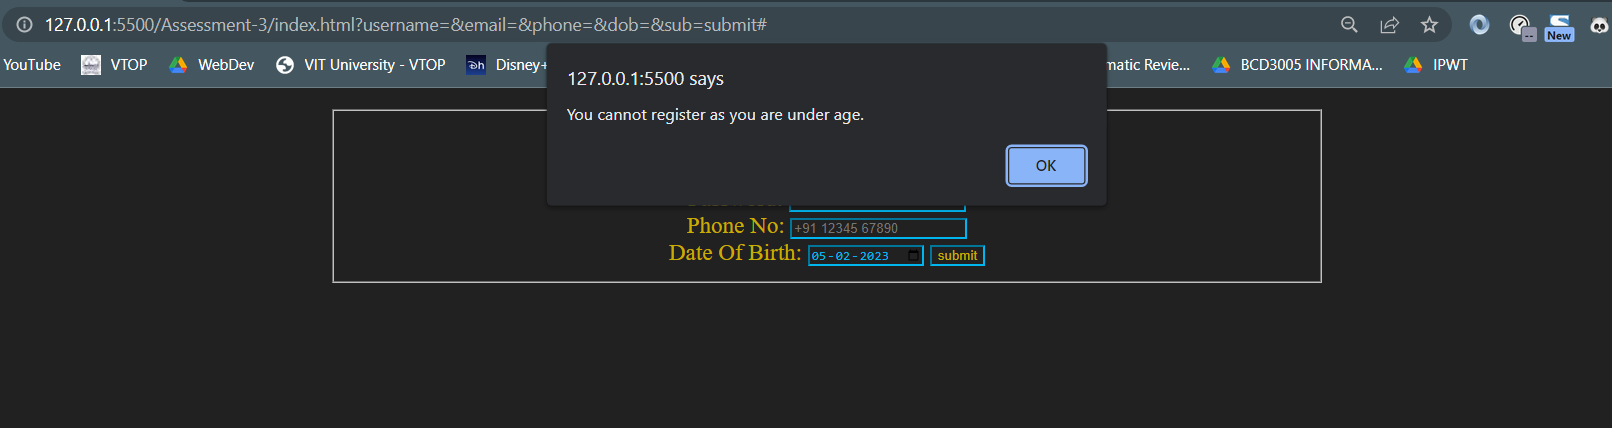 127.0.0.1:5500/Assessment-3/index.html?username=&email=&phone=&dob=&sub=submit#
--
New
YouTube VTOP WebDev VIT University - VTOP Disney+ matic Revie... BCD3005 INFORMA... IPWT
127.0.0.1:5500 says
You cannot register as you are under age.
OK
Phone No: +91 12345 67890
Date Of Birth: 05-02-2023 submit